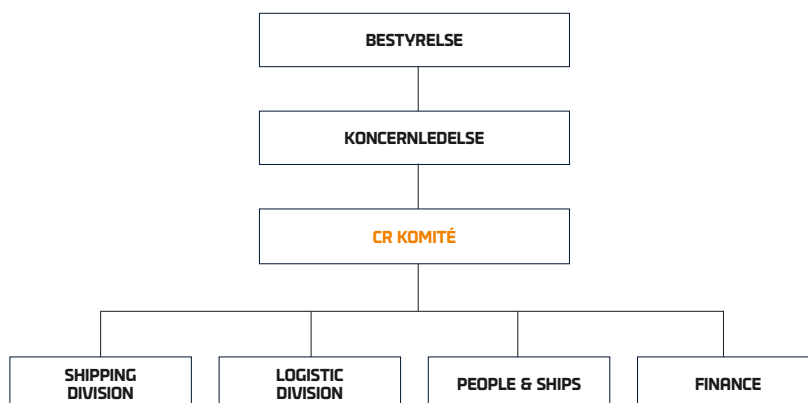 BESTYRELSE
KONCERNLEDELSE
CR KOMITÉ
SHIPPING
DIVISION
LOGISTIC
DIVISION
PEOPLE & SHIPS
FINANCE